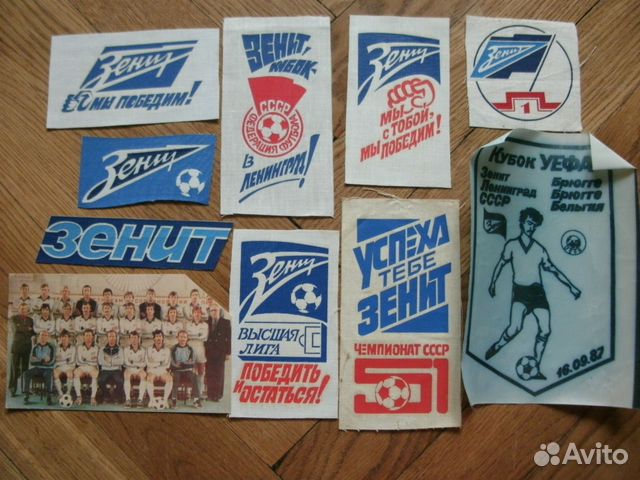 Зенит
МЫ ПОБЕДИМ!
ЗЕНИТ,
КУБОК-
СССР
ФЕДЕРАЦИЯ ФУТБОЛА
ЛЕНИНГРАД!
Зенит
МЫ
С ТОБОЙ,
МЫ ПОБЕДИМ!
Зенит
1
Зенит
зенит
Зенит
ВЫСШАЯ
ЛИГА
ПОБЕДИТЬ
И ОСТАТЬСЯ!
УСПЕХА
ТЕБЕ
ЗЕНИТ
ЧЕМПИОНАТ СССР
51
Кубок УЕФА
Зенит
Ленинград
СССР
Брюгге
Брюгге
Бельгия
16.09.87
Avito